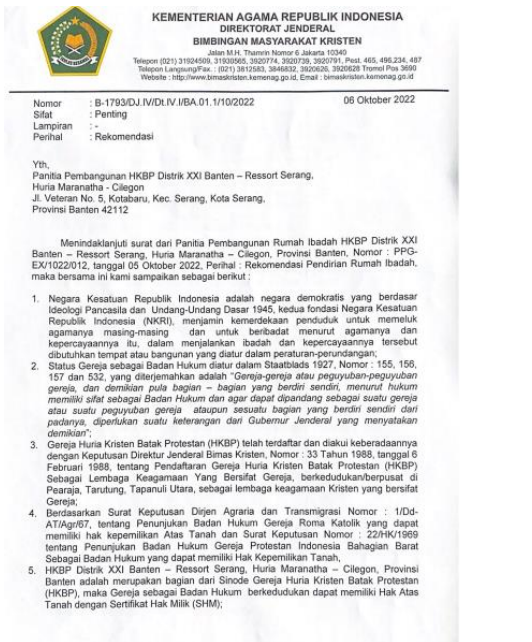 KEMENTERIAN AGAMA REPUBLIK INDONESIA
DIREKTORAT JENDERAL
BIMBINGAN MASYARAKAT KRISTEN
Jalan M.H. Thamrin Nomor 6 Jakarta 10340
Telepon (021) 31924509, 31930565, 3920774, 3920739, 3920791, Pest. 465, 496,234, 487
Telepon Langsung/Fax. : (021) 3812583, 3846832, 3920626, 3920828 Tromol Pos 3690
Website : http://www.bimaskristen.kemenag.go.id, Email : bimaskristen.kemenag.go.id
Nomor : B-1793/DJ.IV/Dt.IV.I/BA.01.1/10/2022 06 Oktober 2022
Sifat : Penting
Lampiran : -
Perihal : Rekomendasi
Yth,
Panitia Pembangunan HKBP Distrik XXI Banten – Ressort Serang,
Huria Maranatha - Cilegon
Jl. Veteran No. 5, Kotabaru, Kec. Serang, Kota Serang,
Provinsi Banten 42112
Menindaklanjuti surat dari Panitia Pembangunan Rumah Ibadah HKBP Distrik XXI
Banten – Ressort Serang, Huria Maranatha – Cilegon, Provinsi Banten, Nomor : PPG-
EX/1022/012, tanggal 05 Oktober 2022, Perihal : Rekomendasi Pendirian Rumah Ibadah,
maka bersama ini kami sampaikan sebagai berikut :
1. Negara Kesatuan Republik Indonesia adalah negara demokratis yang berdasar
Ideologi Pancasila dan Undang-Undang Dasar 1945, kedua fondasi Negara Kesatuan
Republik Indonesia (NKRI), menjamin kemerdekaan penduduk untuk memeluk
agamanya masing-masing dan untuk beribadat menurut agamanya dan
kepercayaannya itu, dalam menjalankan ibadah dan kepercayaannya tersebut
dibutuhkan tempat atau bangunan yang diatur dalam peraturan-perundangan;
2. Status Gereja sebagai Badan Hukum diatur dalam Staatblads 1927, Nomor : 155, 156,
157 dan 532, yang diterjemahkan adalah "Gereja-gereja atau peguyuban-peguyuban
gereja, dan demikian pula bagian – bagian yang berdiri sendiri, menurut hukum
memiliki sifat sebagai Badan Hukum dan agar dapat dipandang sebagai suatu gereja
atau suatu peguyuban gereja ataupun sesuatu bagian yang berdiri sendiri dari
padanya, diperlukan suatu keterangan dari Gubernur Jenderal yang menyatakan
demikian";
3. Gereja Huria Kristen Batak Protestan (HKBP) telah terdaftar dan diakui keberadaannya
dengan Keputusan Direktur Jenderal Bimas Kristen, Nomor : 33 Tahun 1988, tanggal 6
Februari 1988, tentang Pendaftaran Gereja Huria Kristen Batak Protestan (HKBP)
Sebagai Lembaga Keagamaan Yang Bersifat Gereja, berkedudukan/berpusat di
Pearaja, Tarutung, Tapanuli Utara, sebagai lembaga keagamaan Kristen yang bersifat
Gereja;
4. Berdasarkan Surat Keputusan Dirjen Agraria dan Transmigrasi Nomor : 1/Dd-
AT/Agr/67, tentang Penunjukan Badan Hukum Gereja Roma Katolik yang dapat
memiliki hak kepemilikan Atas Tanah dan Surat Keputusan Nomor : 22/HK/1969
tentang Penunjukan Badan Hukum Gereja Protestan Indonesia Bahagian Barat
Sebagai Badan Hukum yang dapat memiliki Hak Kepemilikan Tanah,
5. HKBP Distrik XXI Banten – Ressort Serang, Huria Maranatha – Cilegon, Provinsi
Banten adalah merupakan bagian dari Sinode Gereja Huria Kristen Batak Protestan
(HKBP), maka Gereja sebagai Badan Hukum berkedudukan dapat memiliki Hak Atas
Tanah dengan Sertifikat Hak Milik (SHM);